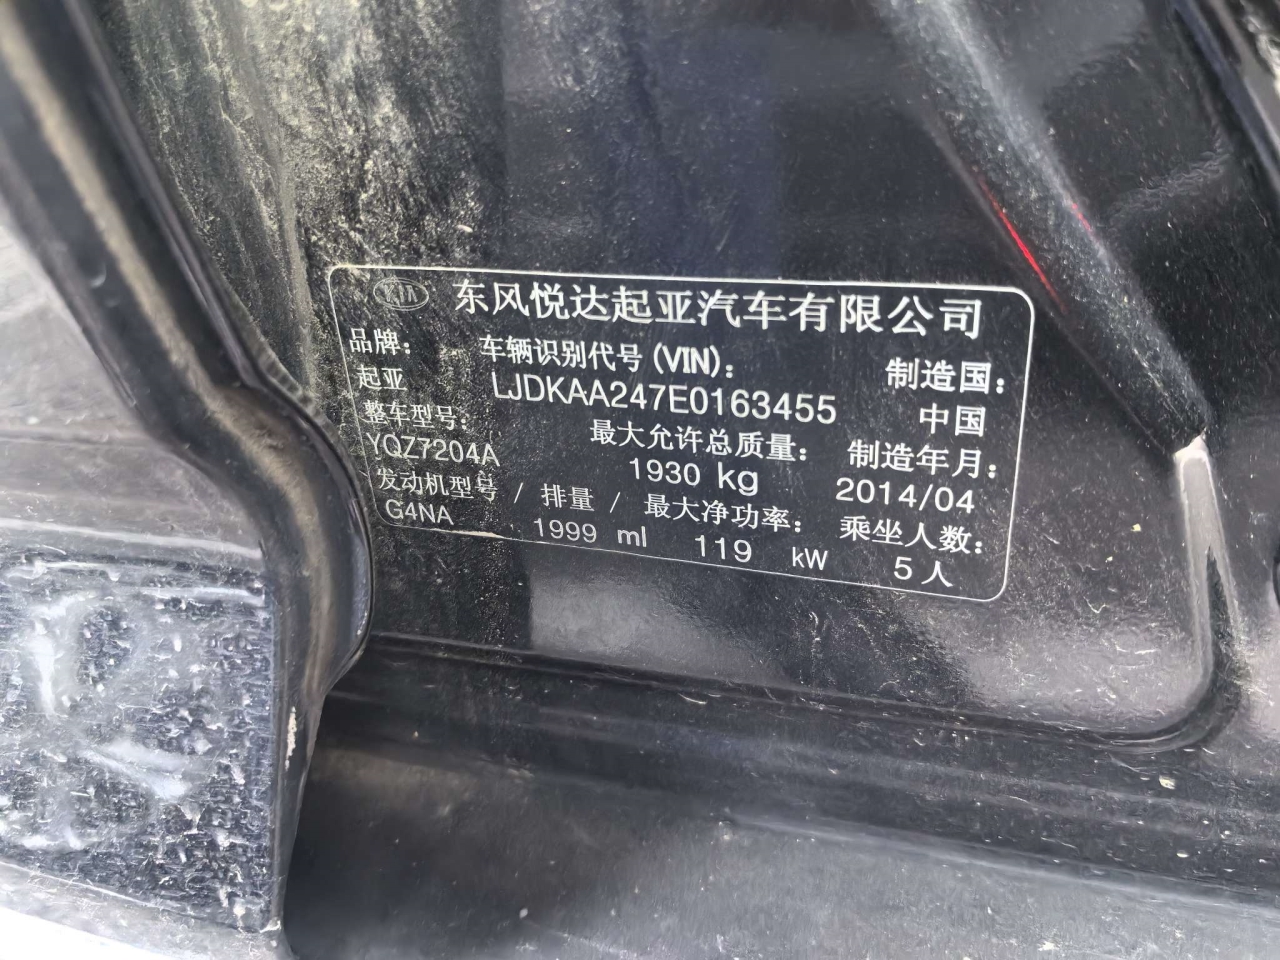 KIA 东风悦达起亚汽车有限公司
品牌： 车辆识别代号(VIN)： 制造国：
起亚 LJDKAA247E0163455 中国
整车型号： 最大允许总质量： 制造年月：
YQZ7204A 1930 kg 2014/04
发动机型号 / 排量 / 最大净功率： 乘坐人数：
G4NA 1999 ml 119 kW 5人